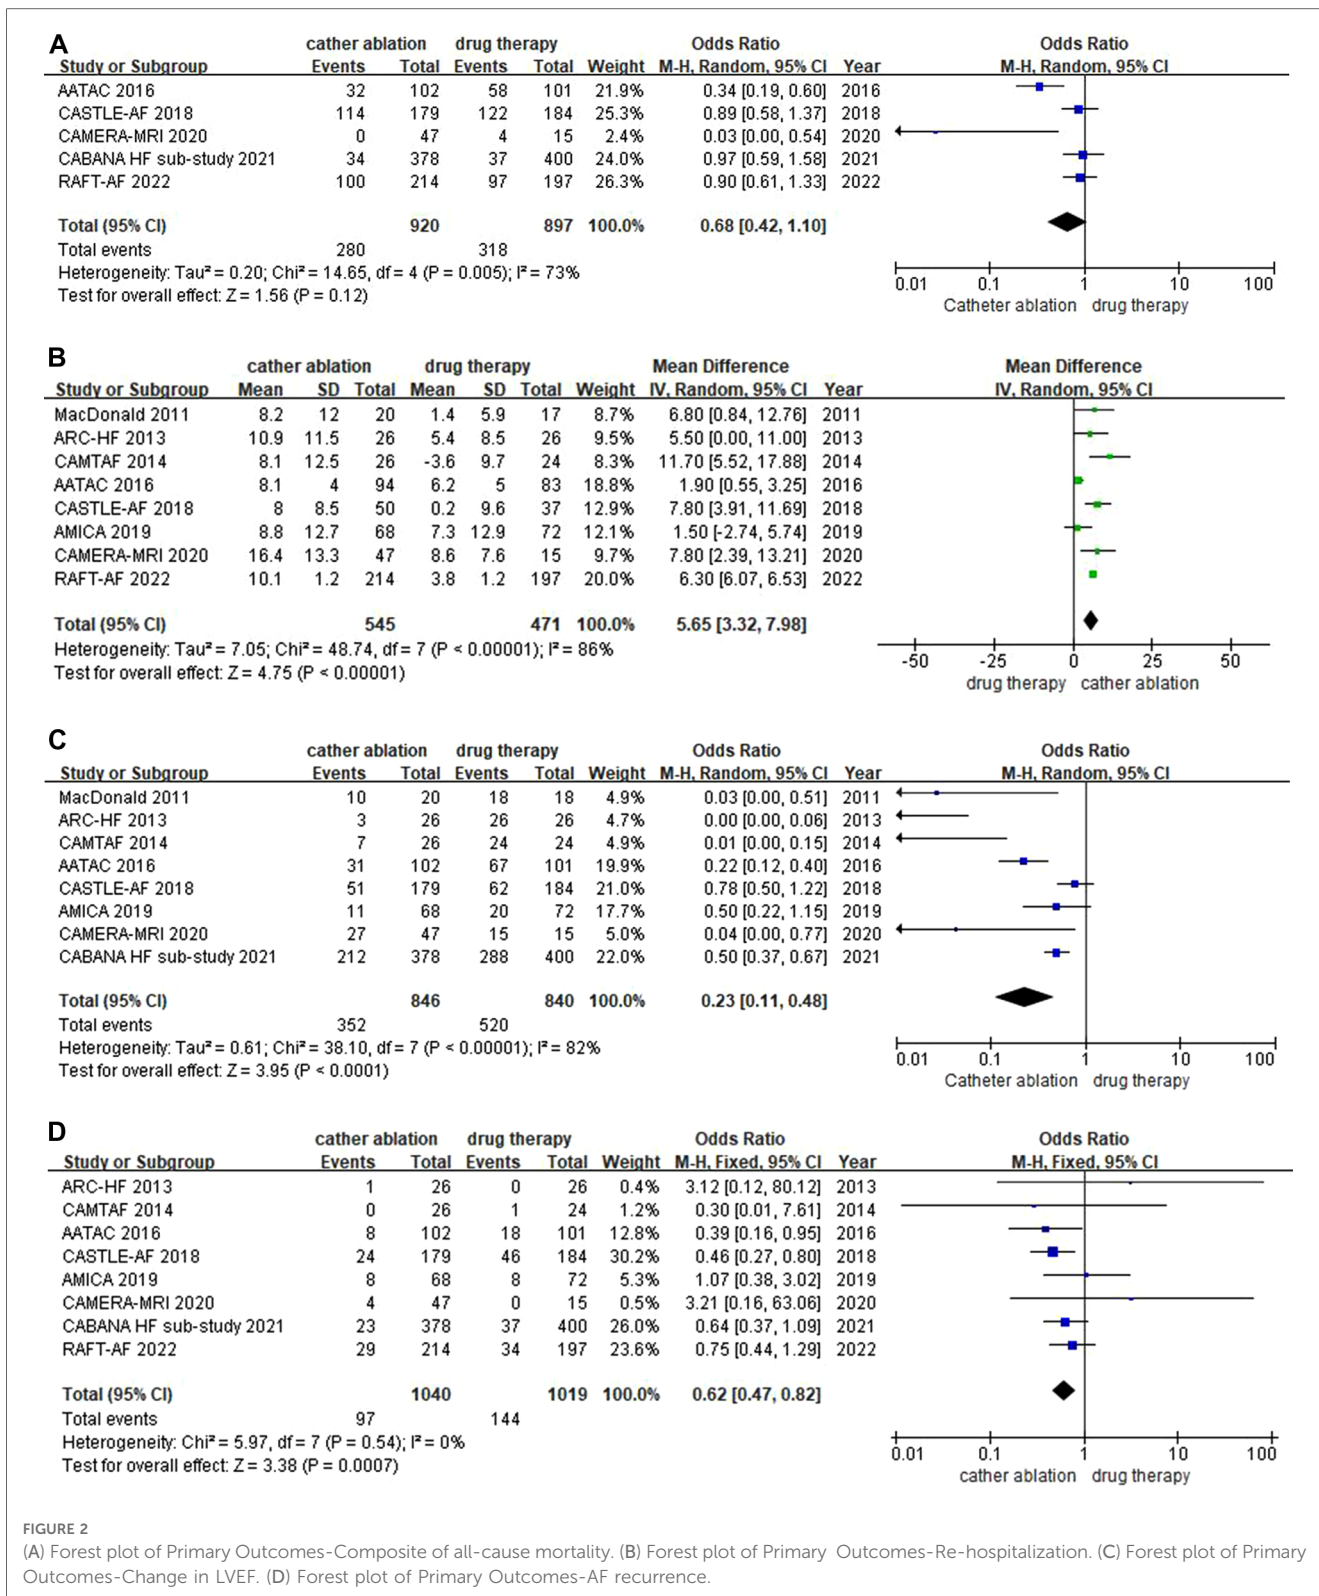 A
cather ablation drug therapy Odds Ratio Odds Ratio
Study or Subgroup Events Total Events Total Weight M-H, Random, 95% CI Year M-H, Random, 95% CI
AATAC 2016 32 102 58 101 21.9% 0.34 [0.19, 0.60] 2016
CASTLE-AF 2018 114 179 122 184 25.3% 0.89 [0.58, 1.37] 2018
CAMERA-MRI 2020 0 47 4 15 2.4% 0.03 [0.00, 0.54] 2020
CABANA HF sub-study 2021 34 378 37 400 24.0% 0.97 [0.59, 1.58] 2021
RAFT-AF 2022 100 214 97 197 26.3% 0.90 [0.61, 1.33] 2022
Total (95% CI) 920 897 100.0% 0.68 [0.42, 1.10]
Total events 280 318
Heterogeneity: Tau² = 0.20; Chi² = 14.65, df = 4 (P = 0.005); I² = 73%
Test for overall effect: Z = 1.56 (P = 0.12)
0.01 0.1 1 10 100
Catheter ablation drug therapy
B
cather ablation drug therapy Mean Difference Mean Difference
Study or Subgroup Mean SD Total Mean SD Total Weight IV, Random, 95% CI Year IV, Random, 95% CI
MacDonald 2011 8.2 12 20 1.4 5.9 17 8.7% 6.80 [0.84, 12.76] 2011
ARC-HF 2013 10.9 11.5 26 5.4 8.5 26 9.5% 5.50 [0.00, 11.00] 2013
CAMTAF 2014 8.1 12.5 26 -3.6 9.7 24 8.3% 11.70 [5.52, 17.88] 2014
AATAC 2016 8.1 4 94 6.2 5 83 18.8% 1.90 [0.55, 3.25] 2016
CASTLE-AF 2018 8 8.5 50 0.2 9.6 37 12.9% 7.80 [3.91, 11.69] 2018
AMICA 2019 8.8 12.7 68 7.3 12.9 72 12.1% 1.50 [-2.74, 5.74] 2019
CAMERA-MRI 2020 16.4 13.3 47 8.6 7.6 15 9.7% 7.80 [2.39, 13.21] 2020
RAFT-AF 2022 10.1 1.2 214 3.8 1.2 197 20.0% 6.30 [6.07, 6.53] 2022
Total (95% CI) 545 471 100.0% 5.65 [3.32, 7.98]
Heterogeneity: Tau² = 7.05; Chi² = 48.74, df = 7 (P < 0.00001); I² = 86%
Test for overall effect: Z = 4.75 (P < 0.00001)
-50 -25 0 25 50
drug therapy cather ablation
C
cather ablation drug therapy Odds Ratio Odds Ratio
Study or Subgroup Events Total Events Total Weight M-H, Random, 95% CI Year M-H, Random, 95% CI
MacDonald 2011 10 20 18 18 4.9% 0.03 [0.00, 0.51] 2011
ARC-HF 2013 3 26 26 26 4.7% 0.00 [0.00, 0.06] 2013
CAMTAF 2014 7 26 24 24 4.9% 0.01 [0.00, 0.15] 2014
AATAC 2016 31 102 67 101 19.9% 0.22 [0.12, 0.40] 2016
CASTLE-AF 2018 51 179 62 184 21.0% 0.78 [0.50, 1.22] 2018
AMICA 2019 11 68 20 72 17.7% 0.50 [0.22, 1.15] 2019
CAMERA-MRI 2020 27 47 15 15 5.0% 0.04 [0.00, 0.77] 2020
CABANA HF sub-study 2021 212 378 288 400 22.0% 0.50 [0.37, 0.67] 2021
Total (95% CI) 846 840 100.0% 0.23 [0.11, 0.48]
Total events 352 520
Heterogeneity: Tau² = 0.61; Chi² = 38.10, df = 7 (P < 0.00001); I² = 82%
Test for overall effect: Z = 3.95 (P < 0.0001)
0.01 0.1 1 10 100
Catheter ablation drug therapy
D
cather ablation drug therapy Odds Ratio Odds Ratio
Study or Subgroup Events Total Events Total Weight M-H, Fixed, 95% CI Year M-H, Fixed, 95% CI
ARC-HF 2013 1 26 0 26 0.4% 3.12 [0.12, 80.12] 2013
CAMTAF 2014 0 26 1 24 1.2% 0.30 [0.01, 7.61] 2014
AATAC 2016 8 102 18 101 12.8% 0.39 [0.16, 0.95] 2016
CASTLE-AF 2018 24 179 46 184 30.2% 0.46 [0.27, 0.80] 2018
AMICA 2019 8 68 8 72 5.3% 1.07 [0.38, 3.02] 2019
CAMERA-MRI 2020 4 47 0 15 0.5% 3.21 [0.16, 63.06] 2020
CABANA HF sub-study 2021 23 378 37 400 26.0% 0.64 [0.37, 1.09] 2021
RAFT-AF 2022 29 214 34 197 23.6% 0.75 [0.44, 1.29] 2022
Total (95% CI) 1040 1019 100.0% 0.62 [0.47, 0.82]
Total events 97 144
Heterogeneity: Chi² = 5.97, df = 7 (P = 0.54); I² = 0%
Test for overall effect: Z = 3.38 (P = 0.0007)
0.01 0.1 1 10 100
cather ablation drug therapy
FIGURE 2
(A) Forest plot of Primary Outcomes-Composite of all-cause mortality. (B) Forest plot of Primary Outcomes-Re-hospitalization. (C) Forest plot of Primary
Outcomes-Change in LVEF. (D) Forest plot of Primary Outcomes-AF recurrence.